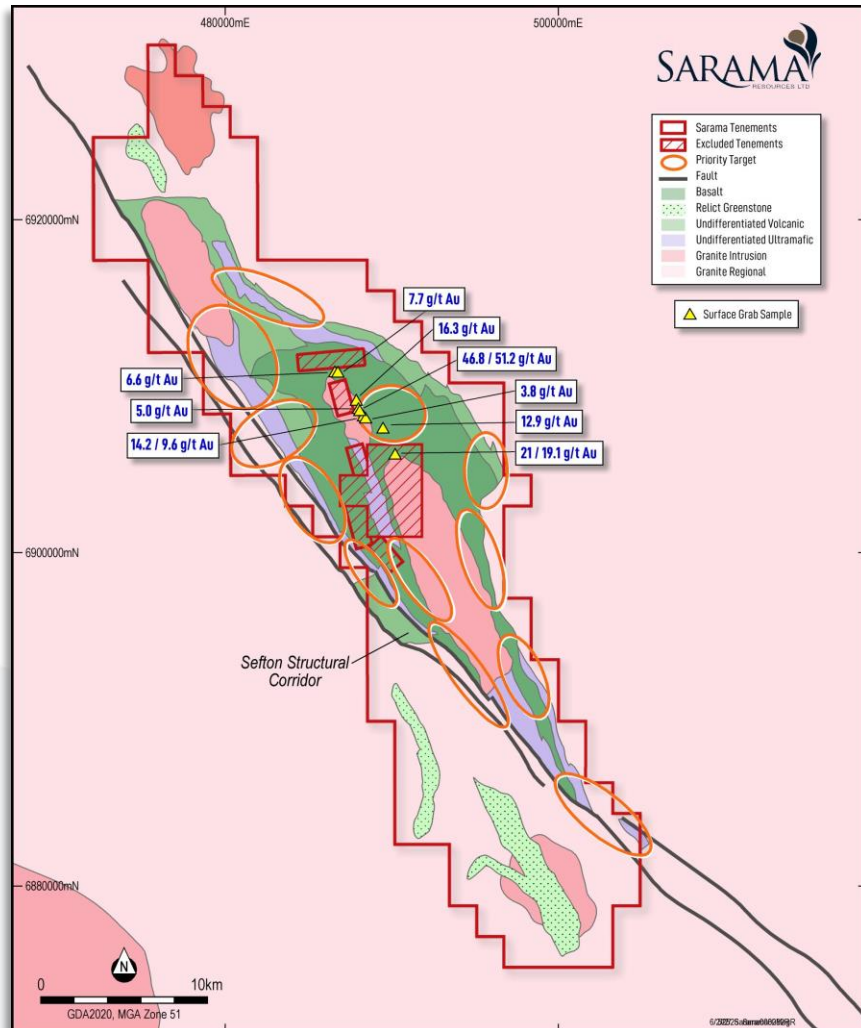 480000mE
500000mE
SARAMA
RESOURCES LTD
Sarama Tenements
Excluded Tenements
Priority Target
Fault
Basalt
Relict Greenstone
Undifferentiated Volcanic
Undifferentiated Ultramafic
Granite Intrusion
Granite Regional
Surface Grab Sample
6920000mN
7.7 g/t Au
16.3 g/t Au
46.8 / 51.2 g/t Au
6.6 g/t Au
3.8 g/t Au
5.0 g/t Au
12.9 g/t Au
14.2 / 9.6 g/t Au
21 / 19.1 g/t Au
6900000mN
Sefton Structural
Corridor
6880000mN
N
0
10km
GDA2020, MGA Zone 51